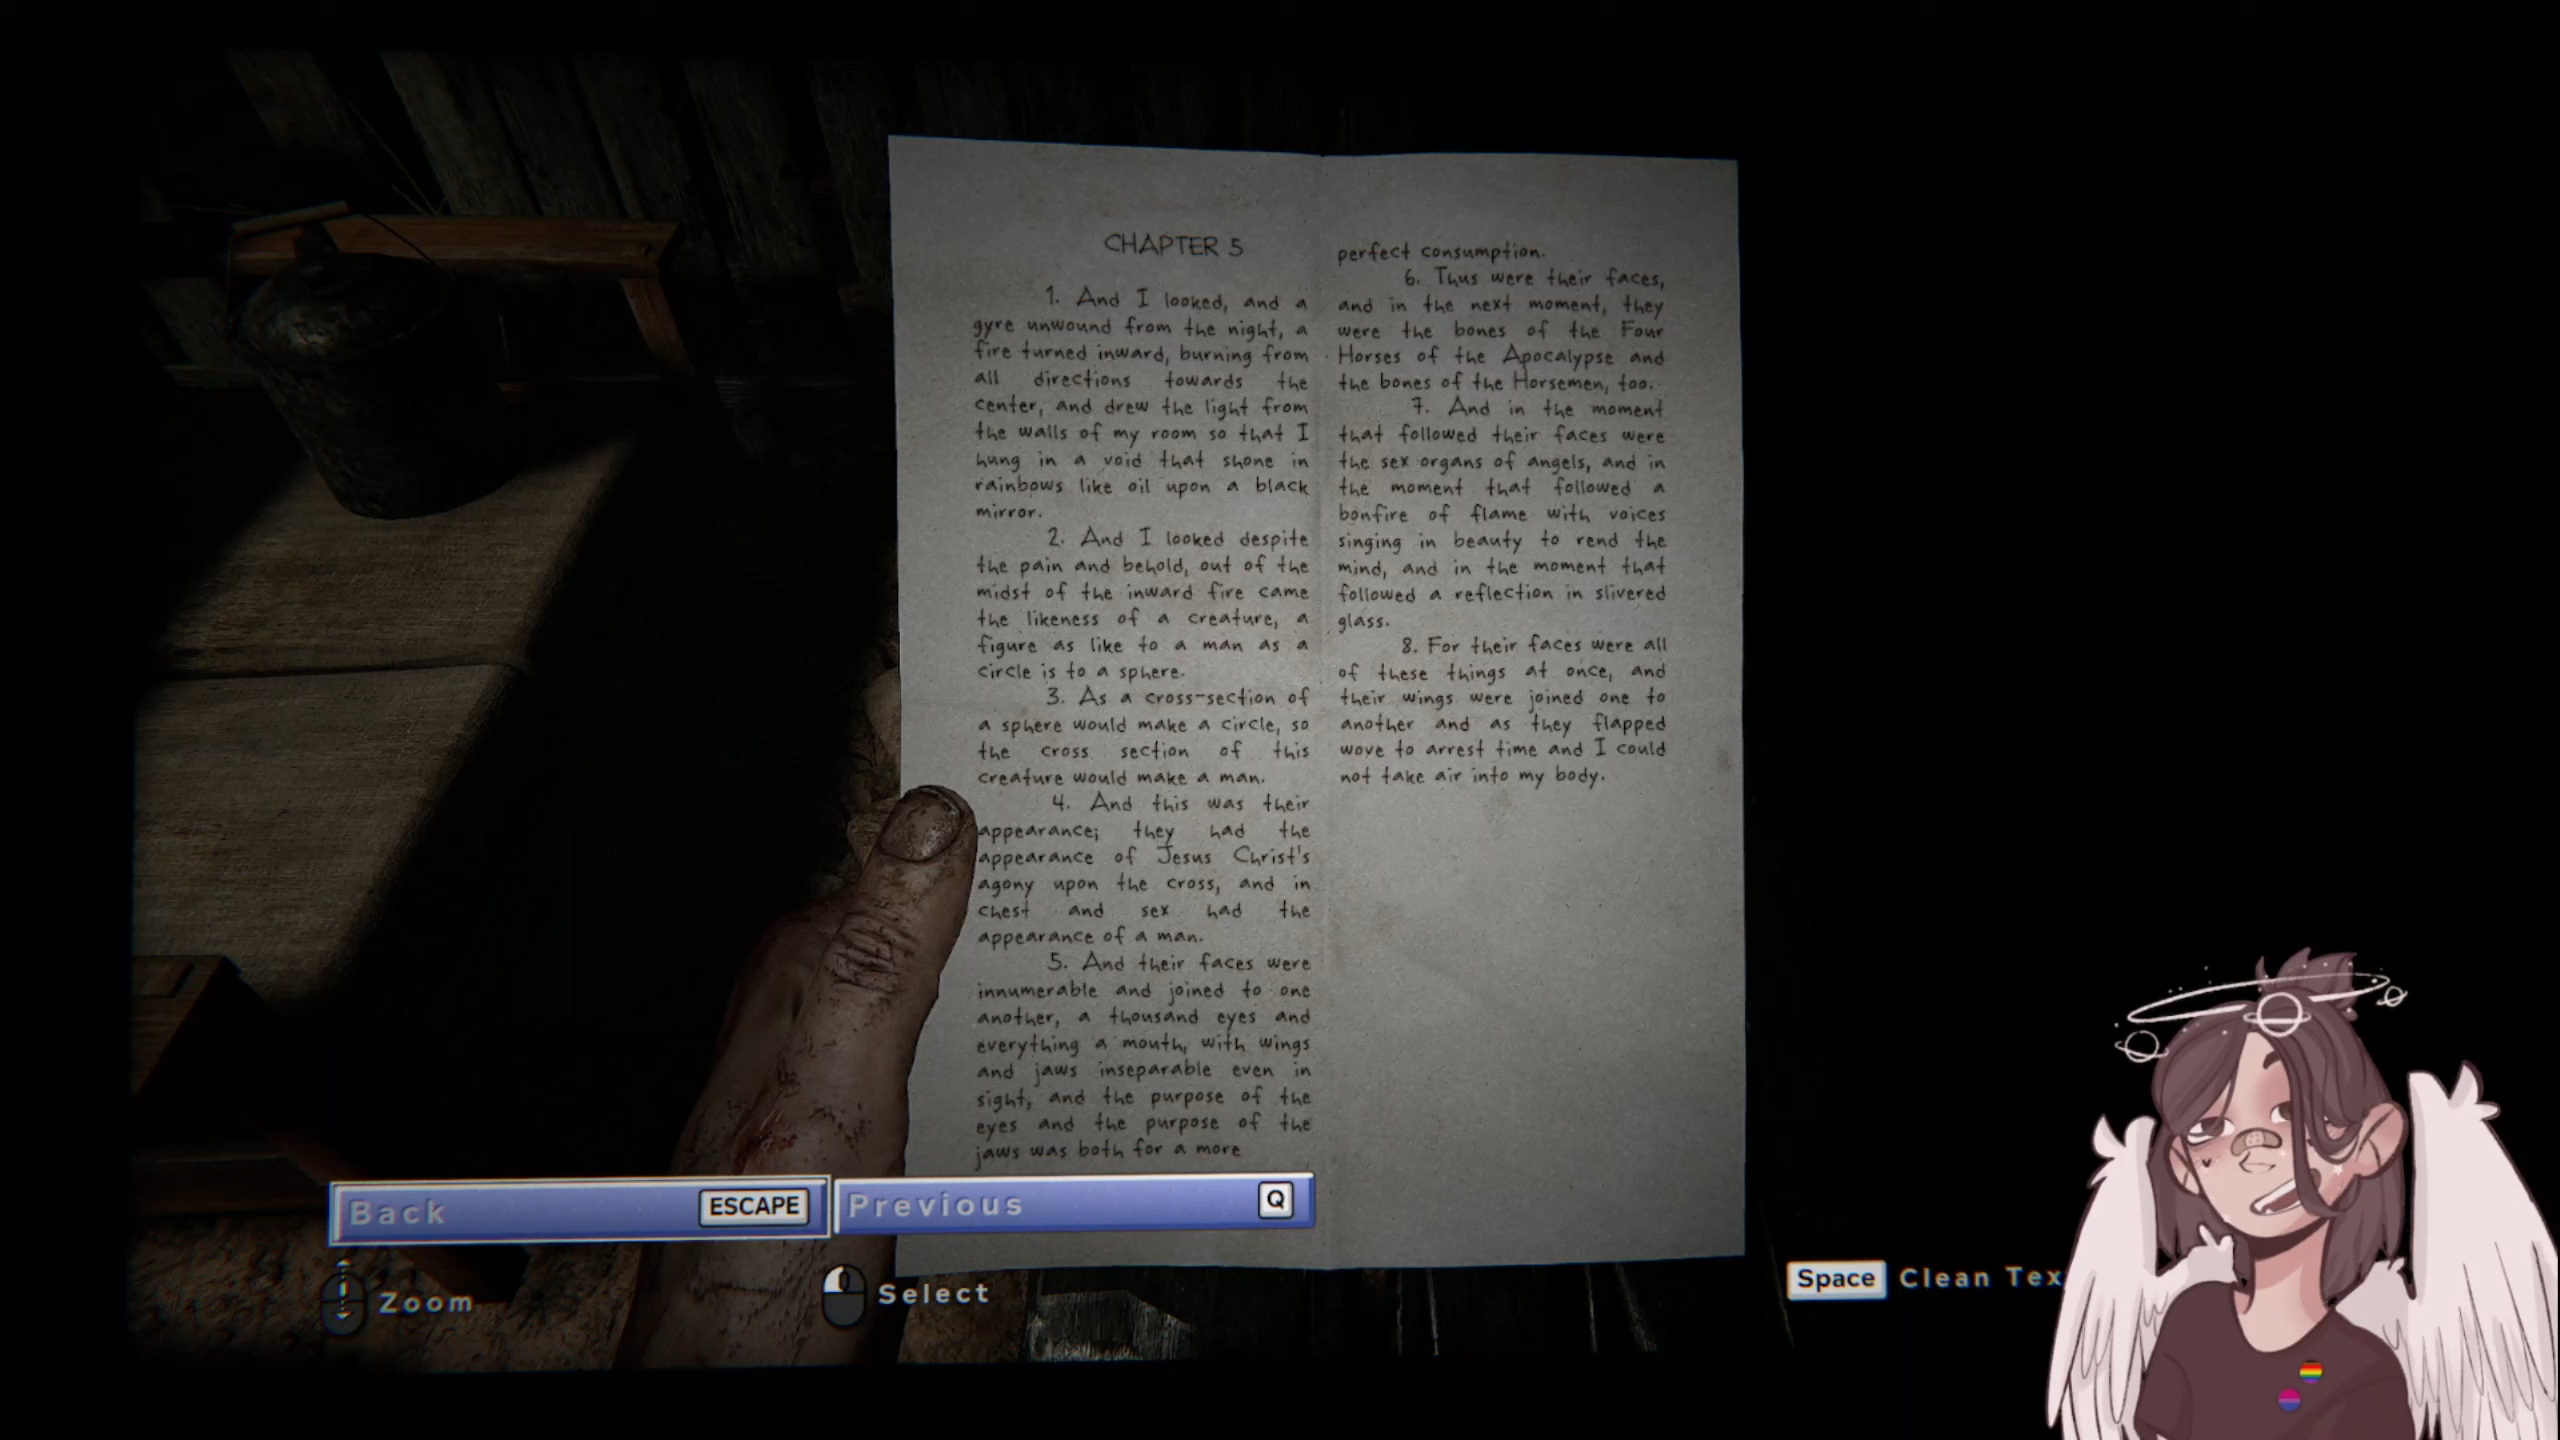 CHAPTER 5
1. And I looked, and a
gyre unwound from the night, a
fire turned inward, burning from
all directions towards the
center, and drew the light from
the walls of my room so that I
hung in a void that shone in
rainbows like oil upon a black
mirror.
2. And I looked despite
the pain and behold, out of the
midst of the inward fire came
the likeness of a creature, a
figure as like to a man as a
circle is to a sphere.
3. As a cross-section of
a sphere would make a circle, so
the cross section of this
creature would make a man.
4. And this was their
appearance; they had the
appearance of Jesus Christ's
agony upon the cross, and in
chest and sex had the
appearance of a man.
5. And their faces were
innumerable and joined to one
another, a thousand eyes and
everything a mouth, with wings
and jaws inseparable even in
sight, and the purpose of the
eyes and the purpose of the
jaws was both for a more
perfect consumption.
6. Thus were their faces,
and in the next moment, they
were the bones of the Four
Horses of the Apocalypse and
the bones of the Horsemen, too.
7. And in the moment
that followed their faces were
the sex organs of angels, and in
the moment that followed a
bonfire of flame with voices
singing in beauty to rend the
mind, and in the moment that
followed a reflection in slivered
glass.
8. For their faces were all
of these things at once, and
their wings were joined one to
another and as they flapped
wove to arrest time and I could
not take air into my body.
Back ESCAPE
Previous Q
Zoom
Select
Space Clean Tex